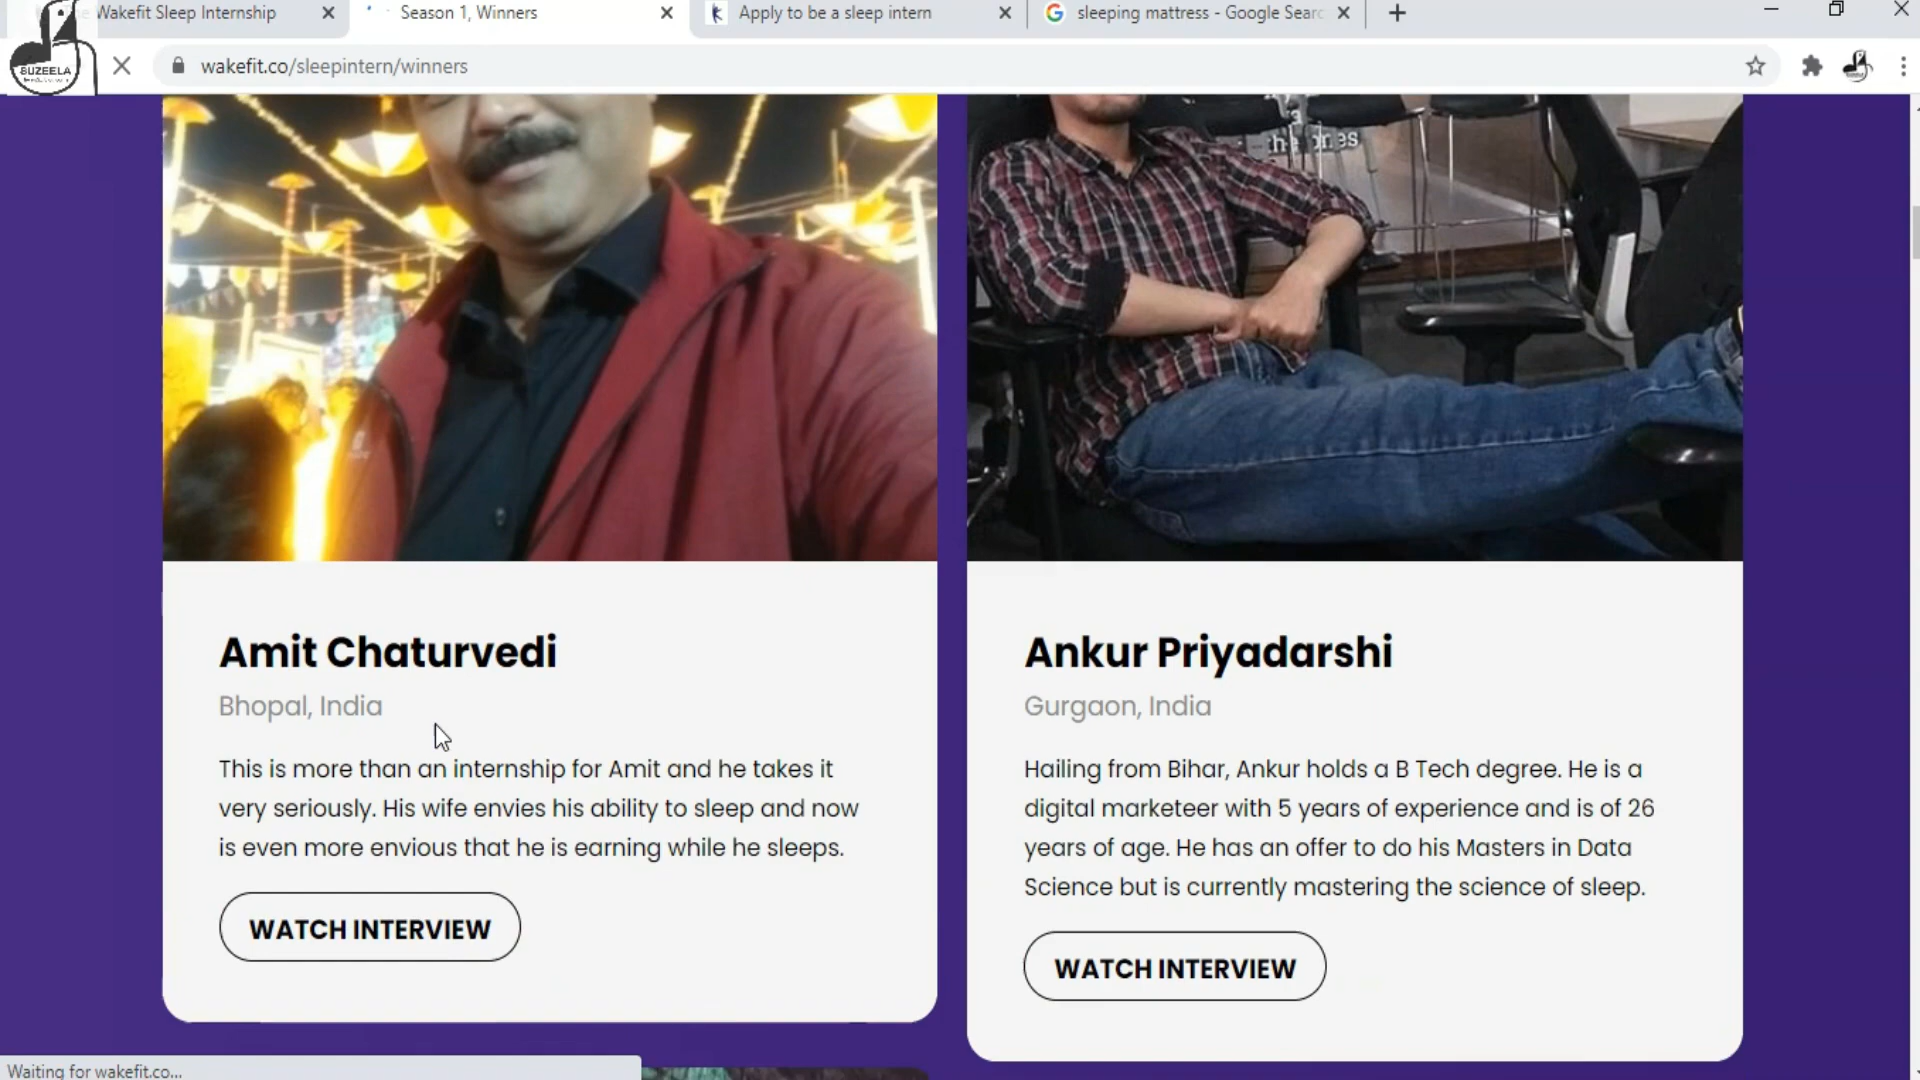 Wakefit Sleep Internship
Season 1, Winners
Apply to be a sleep intern
sleeping mattress - Google Searc
BUZEELA
wakefit.co/sleepintern/winners
the ones
Amit Chaturvedi
Bhopal, India
This is more than an internship for Amit and he takes it
very seriously. His wife envies his ability to sleep and now
is even more envious that he is earning while he sleeps.
WATCH INTERVIEW
Ankur Priyadarshi
Gurgaon, India
Hailing from Bihar, Ankur holds a B Tech degree. He is a
digital marketeer with 5 years of experience and is of 26
years of age. He has an offer to do his Masters in Data
Science but is currently mastering the science of sleep.
WATCH INTERVIEW
Waiting for wakefit.co...